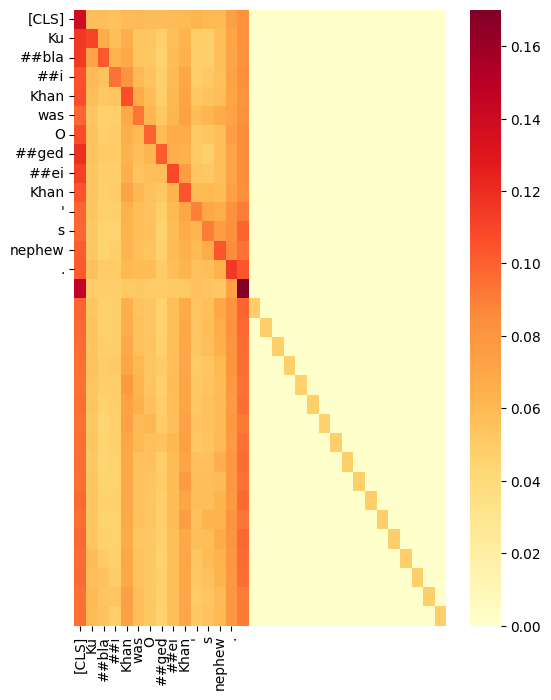 [CLS]
Ku
##bla
##i
Khan
was
O
##ged
##ei
Khan
'
s
nephew
.
[CLS]
Ku
##bla
##i
Khan
was
O
##ged
##ei
Khan
'
s
nephew
.
0.16
0.14
0.12
0.10
0.08
0.06
0.04
0.02
0.00